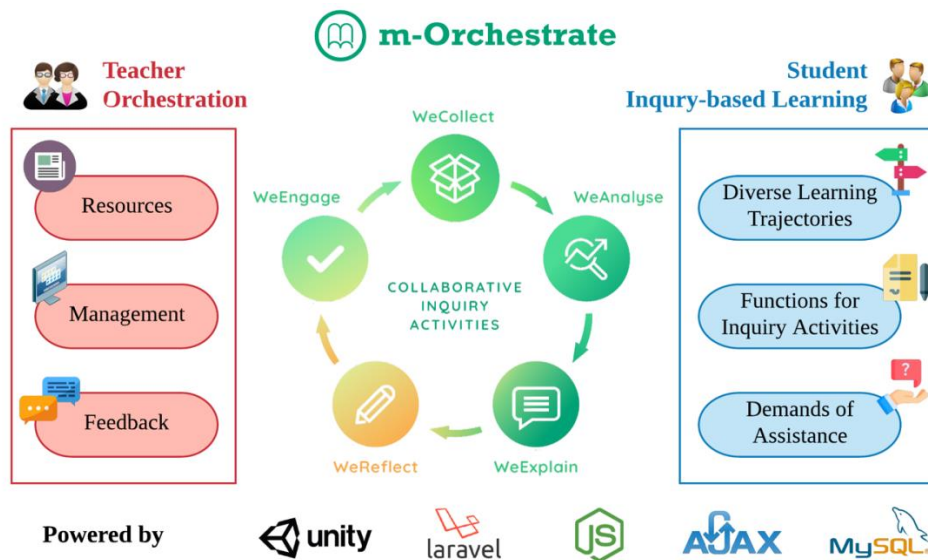 m-Orchestrate
Teacher
Orchestration
Student
Inqury-based Learning
Resources
Management
Feedback
WeCollect
WeEngage
WeAnalyse
COLLABORATIVE
INQUIRY
ACTIVITIES
WeReflect
WeExplain
Diverse Learning
Trajectories
Functions for
Inquiry Activities
?
Demands of
Assistance
Powered by
unity
laravel
JS
AJAX
MySQL